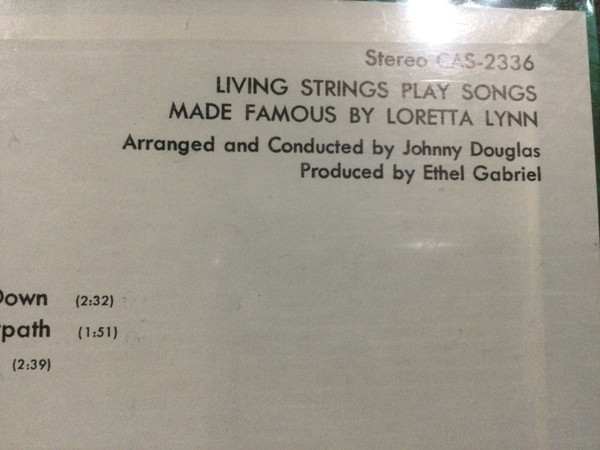 Stereo CAS-2336
LIVING STRINGS PLAY SONGS
MADE FAMOUS BY LORETTA LYNN
Arranged and Conducted by Johnny Douglas
Produced by Ethel Gabriel
Down (2:32)
path (1:51)
(2:39)